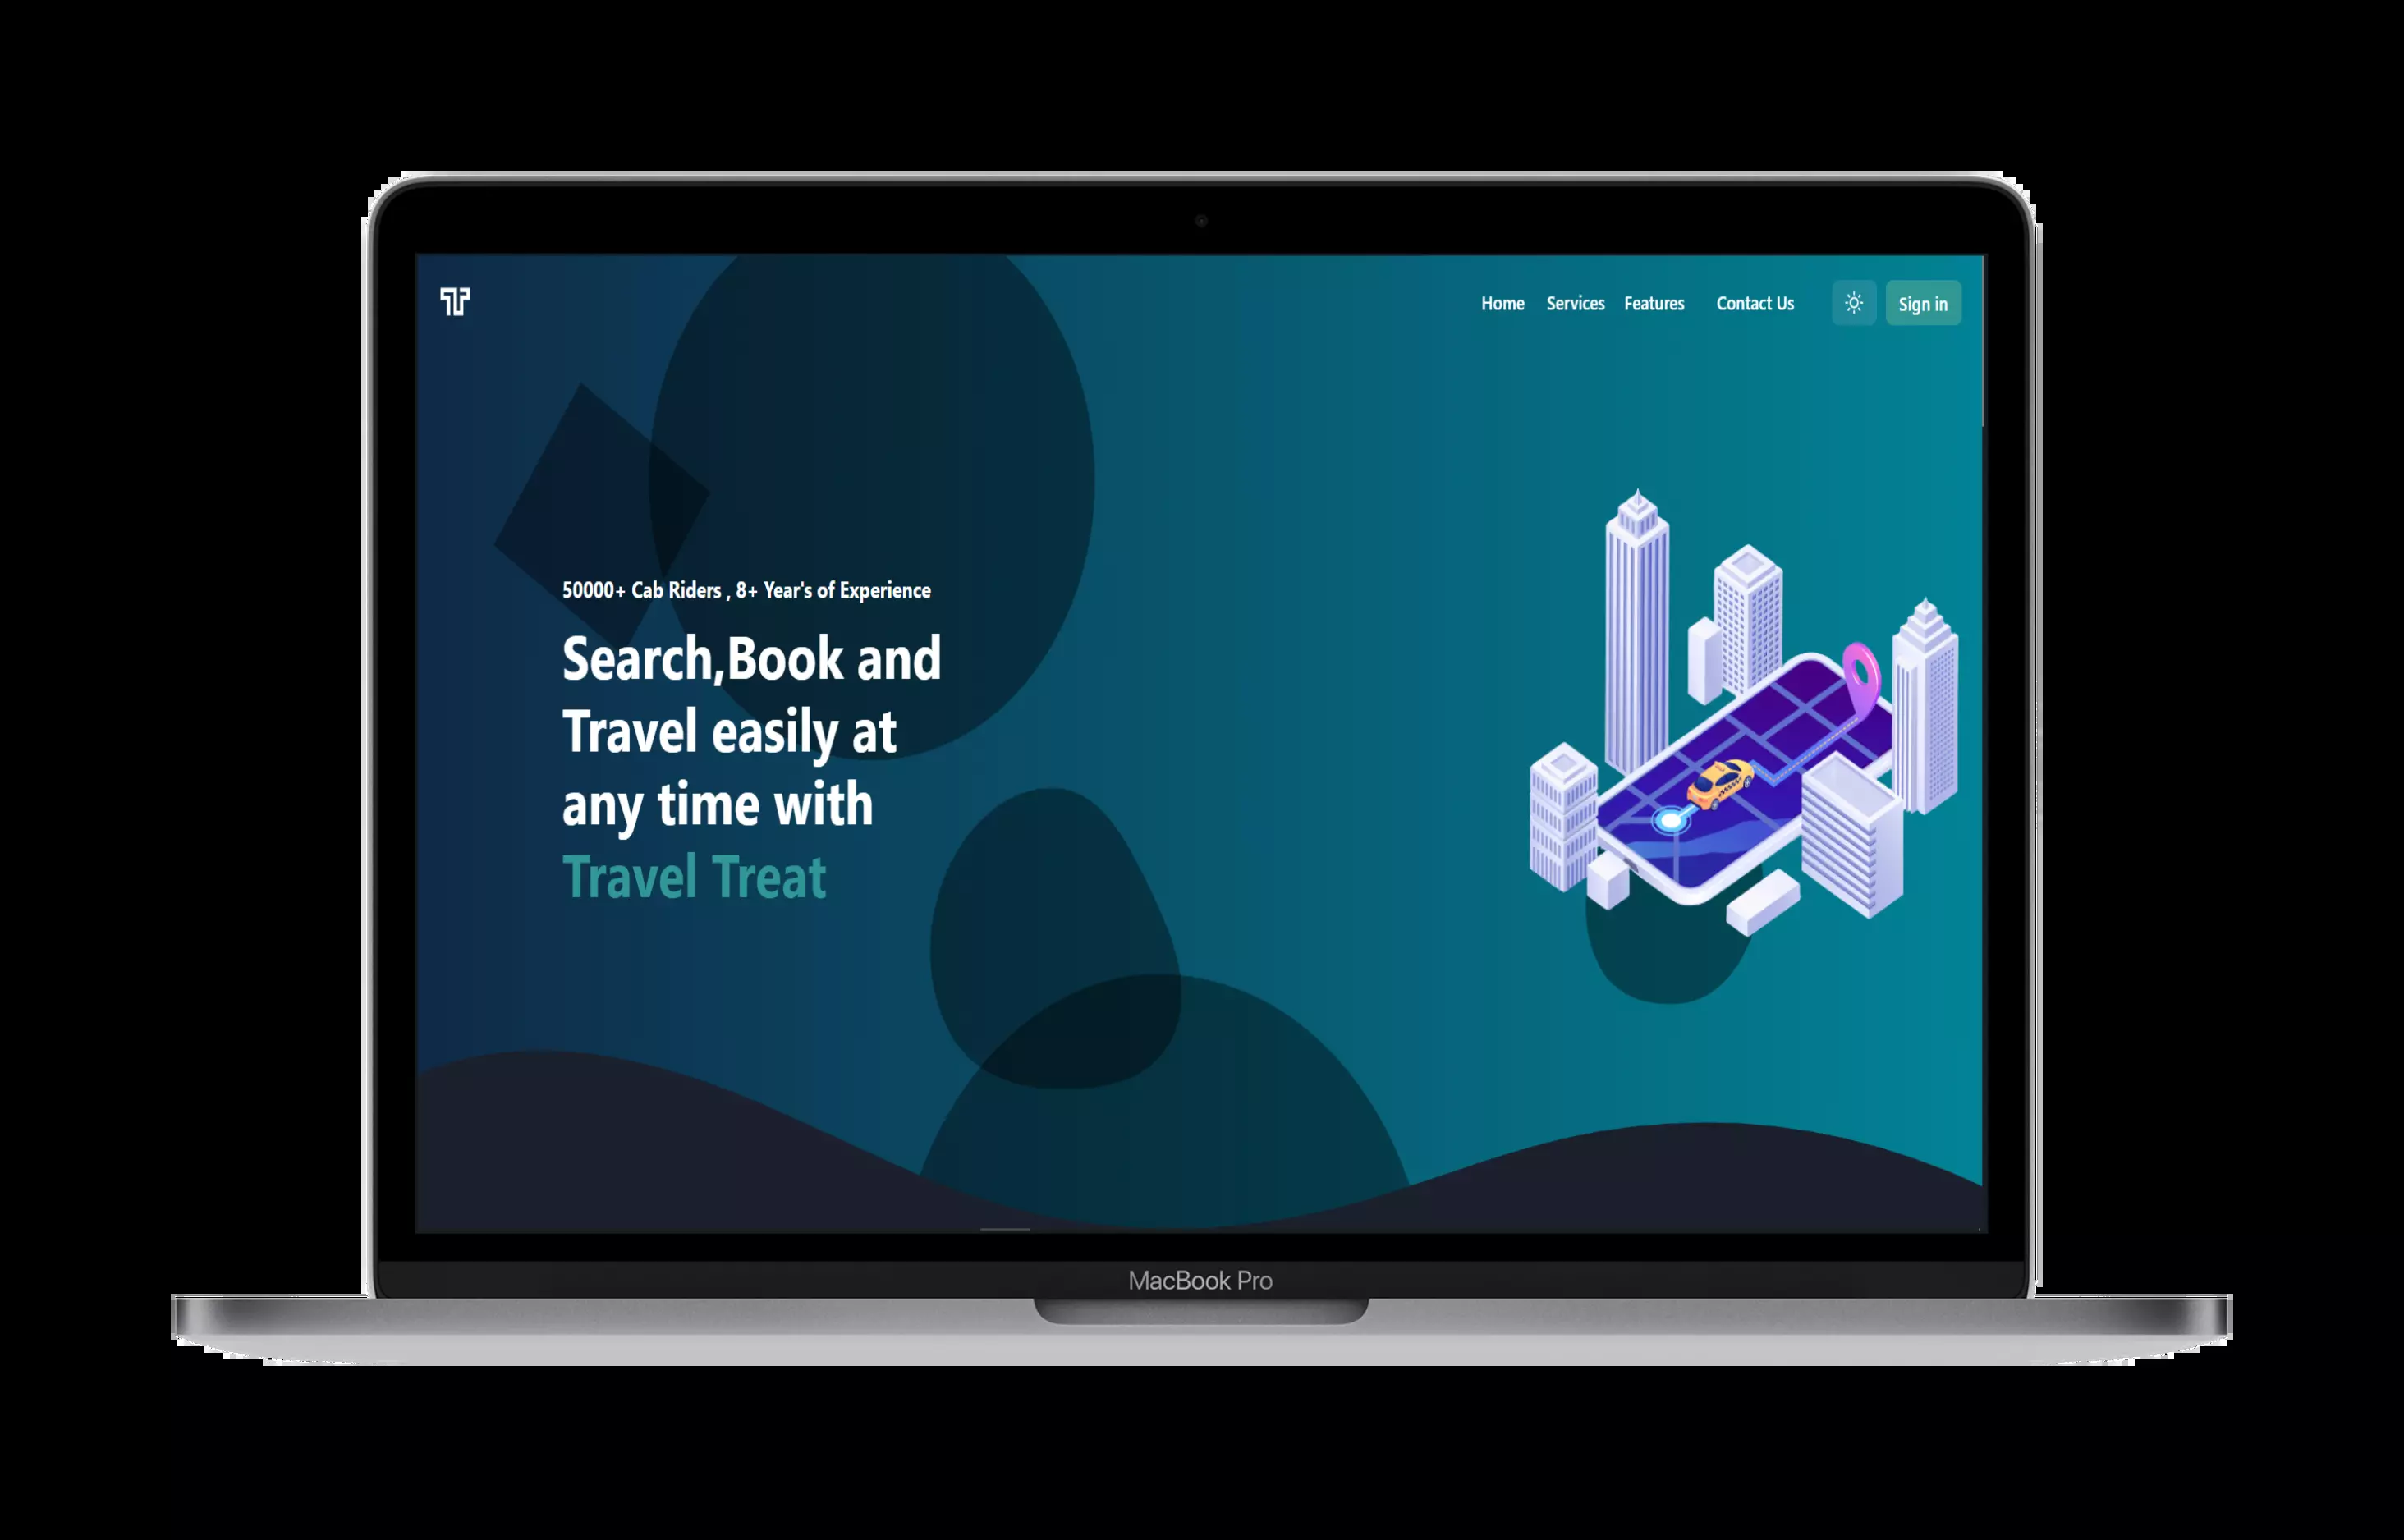 Home Services Features Contact Us Sign in
50000+ Cab Riders , 8+ Year's of Experience
Search,Book and
Travel easily at
any time with
Travel Treat
MacBook Pro